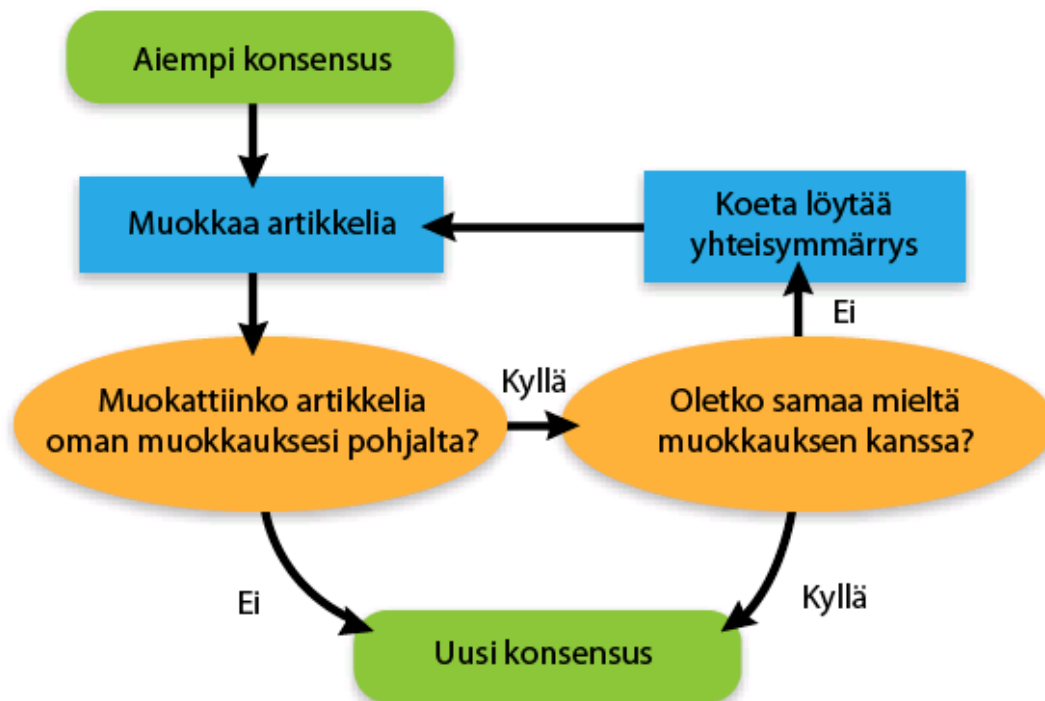 Aiempi konsensus
Muokkaa artikkelia
Koeta löytää
yhteisymmärrys
Ei
Muokattiinko artikkelia
oman muokkauksesi pohjalta?
Kyllä
Oletko samaa mieltä
muokkauksen kanssa?
Ei
Kyllä
Uusi konsensus